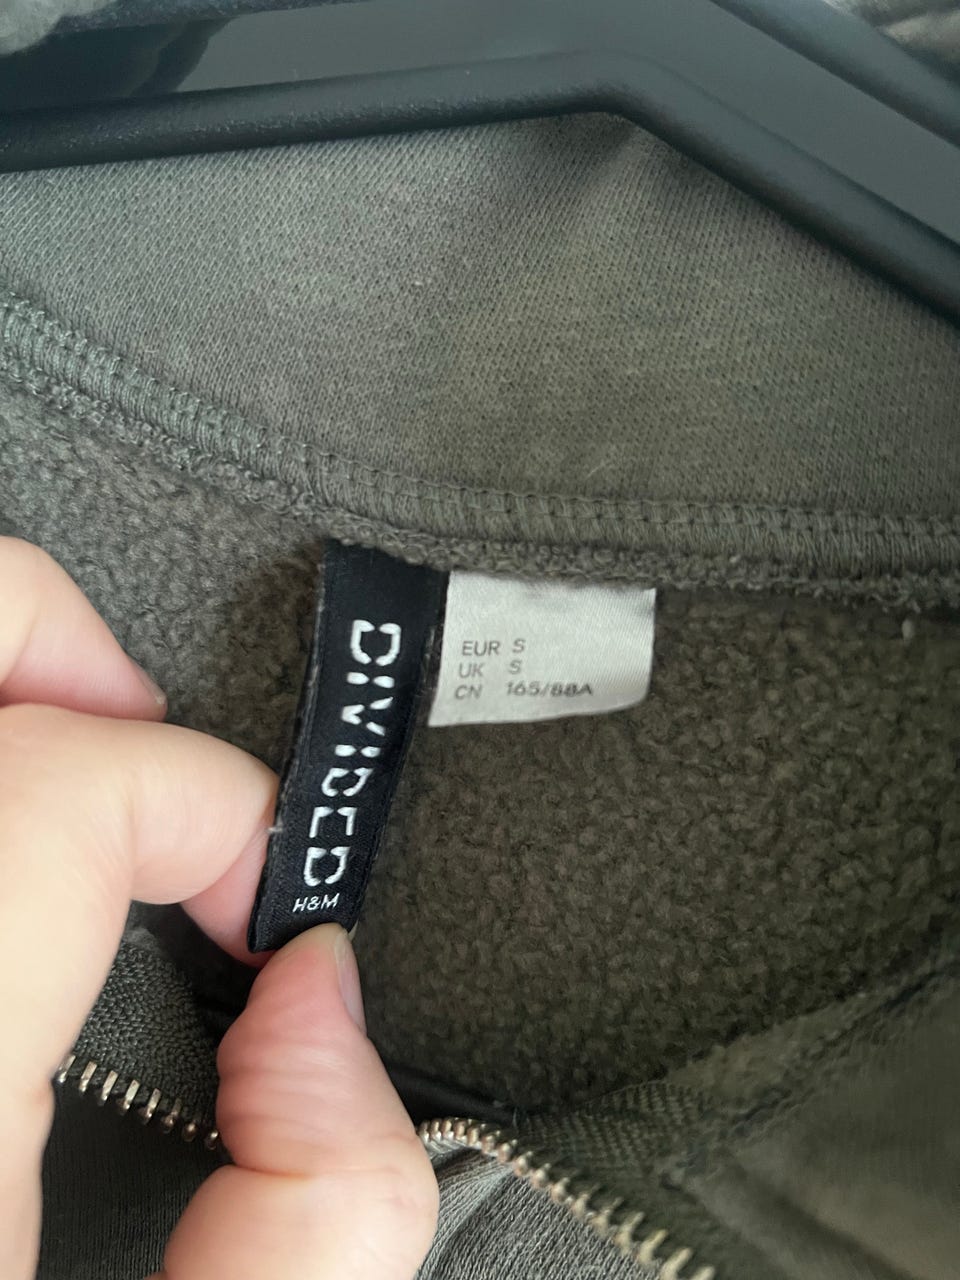 DIVIDED
H&M
EUR S
UK S
CN 165/88A